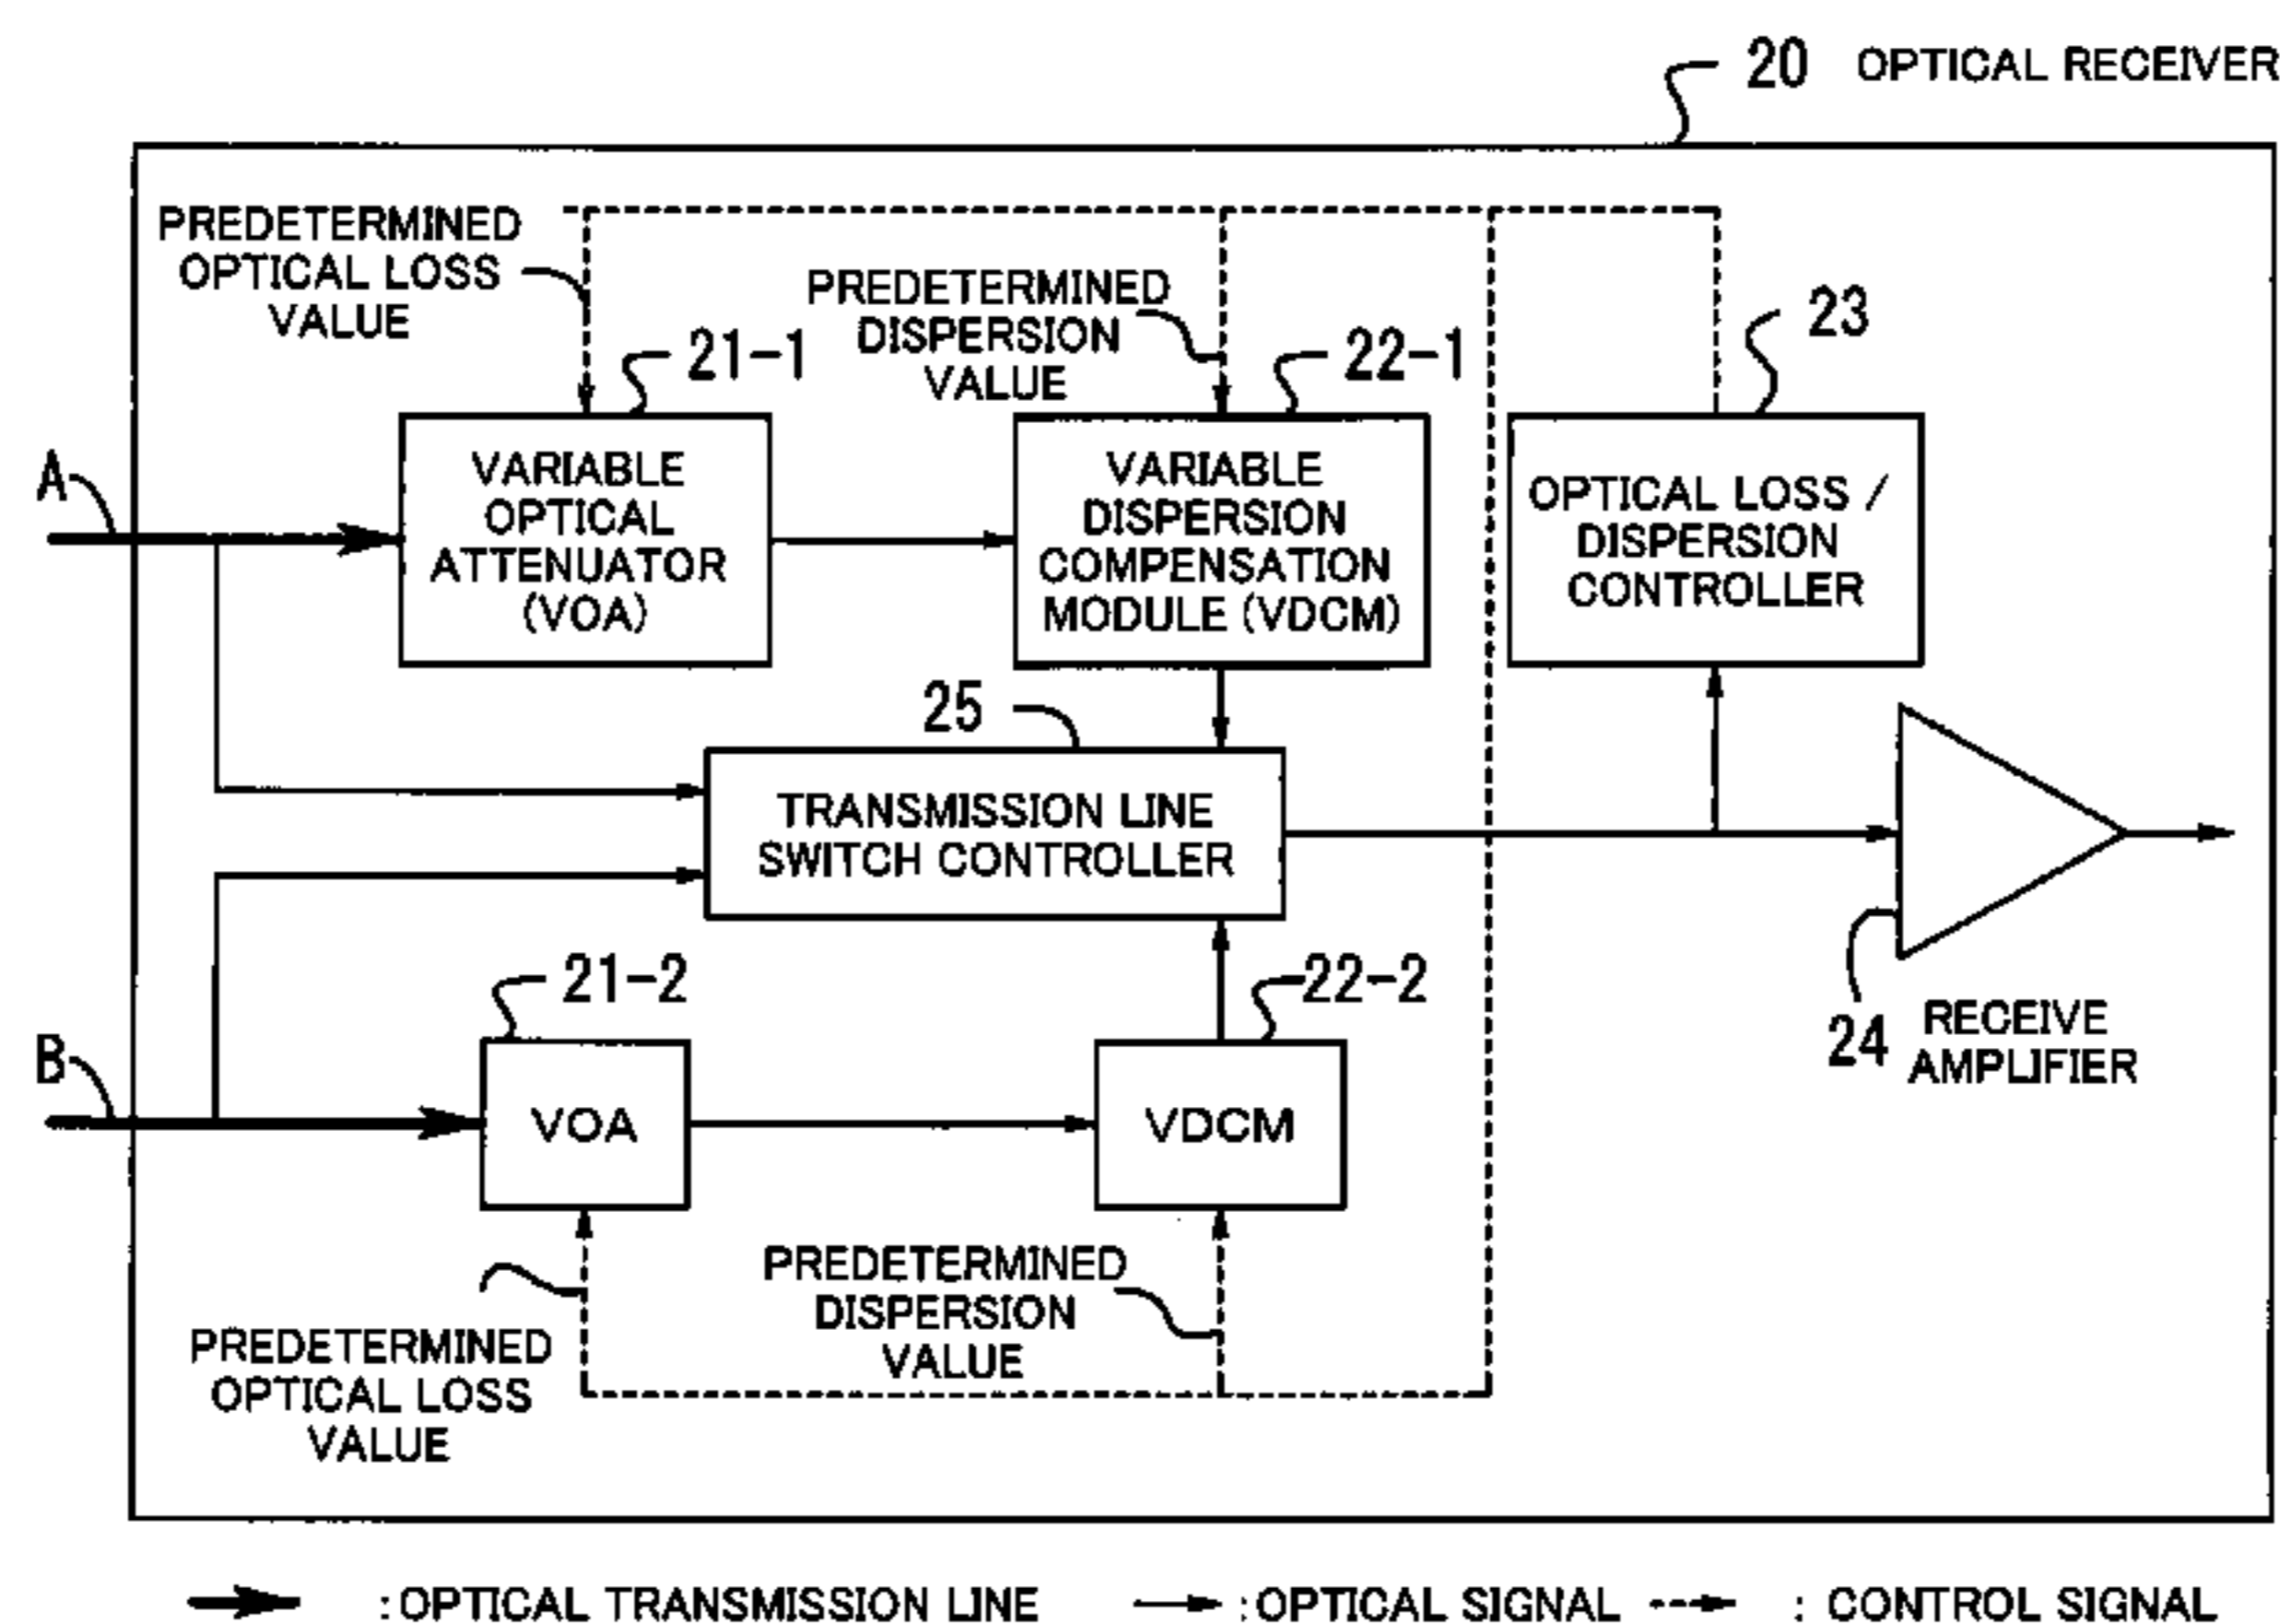 20 OPTICAL RECEIVER
PREDETERMINED
OPTICAL LOSS
VALUE
PREDETERMINED
DISPERSION
VALUE
21-1
22-1
23
A
VARIABLE
OPTICAL
ATTENUATOR
(VOA)
VARIABLE
DISPERSION
COMPENSATION
MODULE (VDCM)
OPTICAL LOSS /
DISPERSION
CONTROLLER
25
TRANSMISSION LINE
SWITCH CONTROLLER
21-2
22-2
24
RECEIVE
AMPLIFIER
B
VOA
VDCM
PREDETERMINED
OPTICAL LOSS
VALUE
PREDETERMINED
DISPERSION
VALUE
: OPTICAL TRANSMISSION LINE
: OPTICAL SIGNAL
: CONTROL SIGNAL